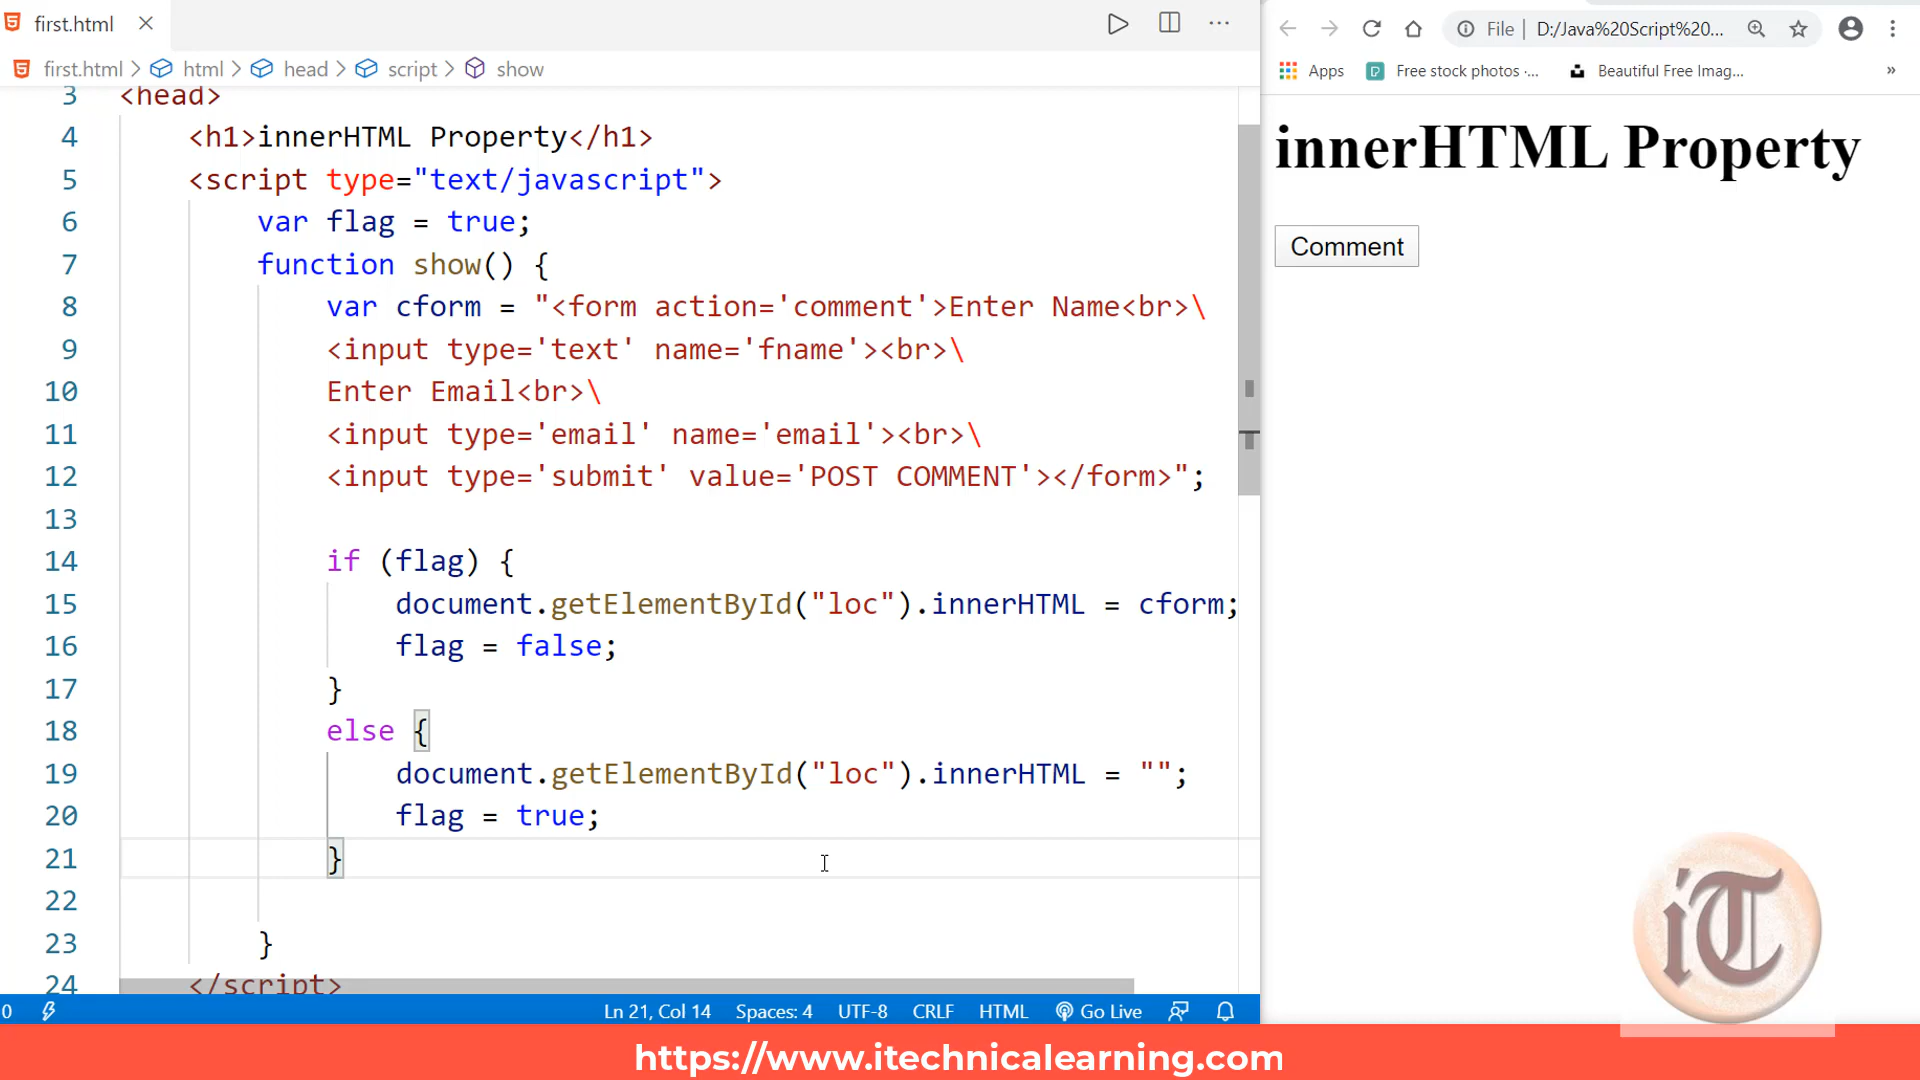 first.html
first.html > html > head > script > show
3 <head>
4 <h1>innerHTML Property</h1>
5 <script type="text/javascript">
6 var flag = true;
7 function show() {
8 var cform = "<form action='comment'>Enter Name<br>\
9 <input type='text' name='fname'><br>\
10 Enter Email<br>\
11 <input type='email' name='email'><br>\
12 <input type='submit' value='POST COMMENT'></form>";
13
14 if (flag) {
15 document.getElementById("loc").innerHTML = cform;
16 flag = false;
17 }
18 else {
19 document.getElementById("loc").innerHTML = "";
20 flag = true;
21 }
22
23 }
24 </script>
0 Ln 21, Col 14 Spaces: 4 UTF-8 CRLF HTML Go Live
File | D:/Java%20Script%20...
Apps Free stock photos ·... Beautiful Free Imag... »
innerHTML Property
Comment
iT
https://www.itechnicalearning.com